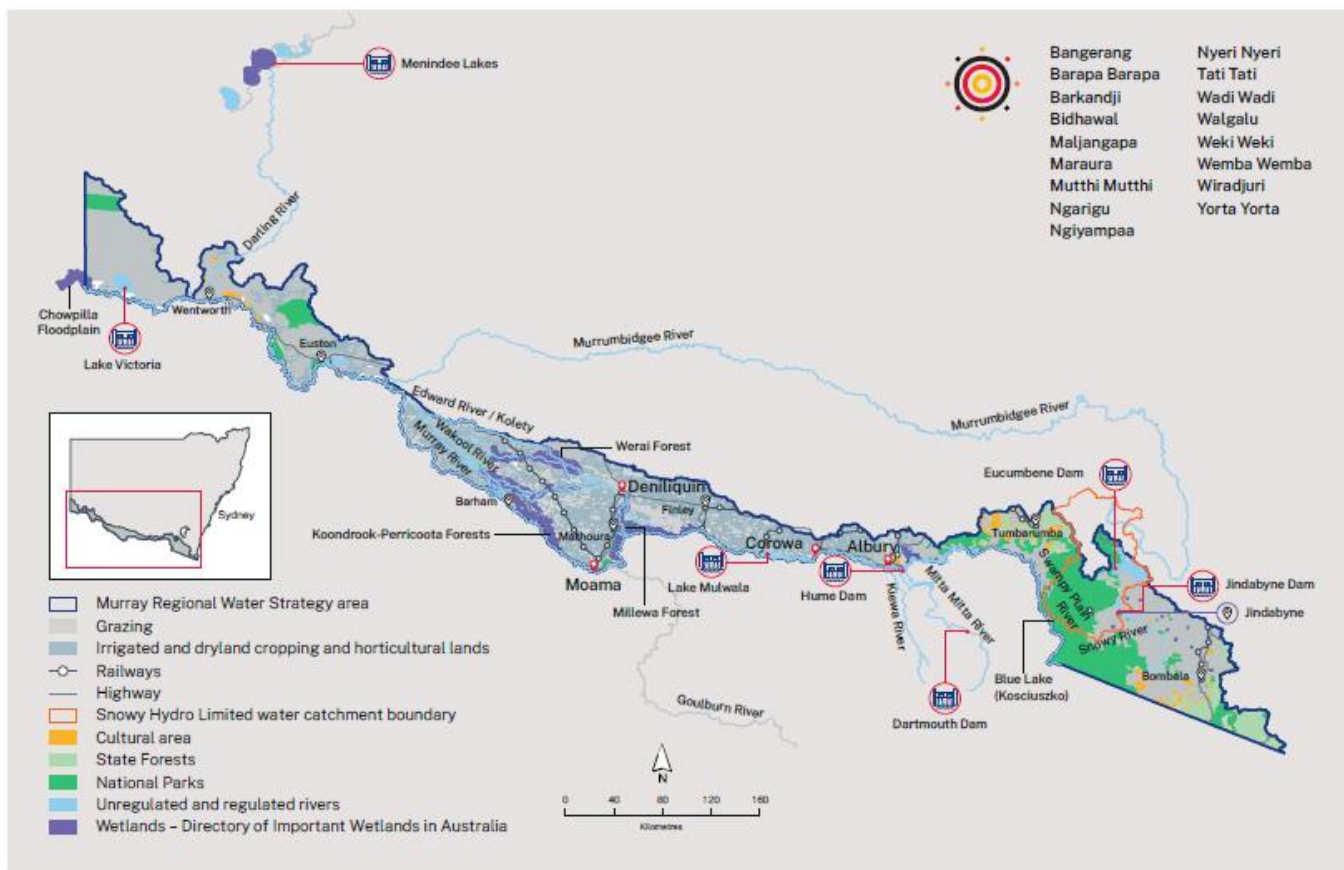 Menindee Lakes
Bangerang
Barapa Barapa
Barkandji
Bidhawal
Maljangapa
Maraura
Mutthi Mutthi
Ngarigu
Ngiyampaa
Nyeri Nyeri
Tati Tati
Wadi Wadi
Walgalu
Weki Weki
Wemba Wemba
Wiradjuri
Yorta Yorta
Darling River
Chowpilla
Floodplain
Wentworth
Lake Victoria
Euston
Murrumbidgee River
Murrumbidgee River
Edward River / Kolety
Wakool River
Murray River
Werai Forest
Eucumbene Dam
Barham
Deniliquin
Finley
Koondrook-Perricoota Forests
Mathoura
Moama
Millewa Forest
Corowa
Lake Mulwala
Albury
Hume Dam
Kiewa River
Mitta Mitta River
Dartmouth Dam
Tumbarumba
Swampy Plain
River
Snowy River
Jindabyne Dam
Jindabyne
Blue Lake
(Kosciuszko)
Bombala
Goulburn River
Sydney
Murray Regional Water Strategy area
Grazing
Irrigated and dryland cropping and horticultural lands
Railways
Highway
Snowy Hydro Limited water catchment boundary
Cultural area
State Forests
National Parks
Unregulated and regulated rivers
Wetlands – Directory of Important Wetlands in Australia
N
0 40 80 120 160
Kilometres